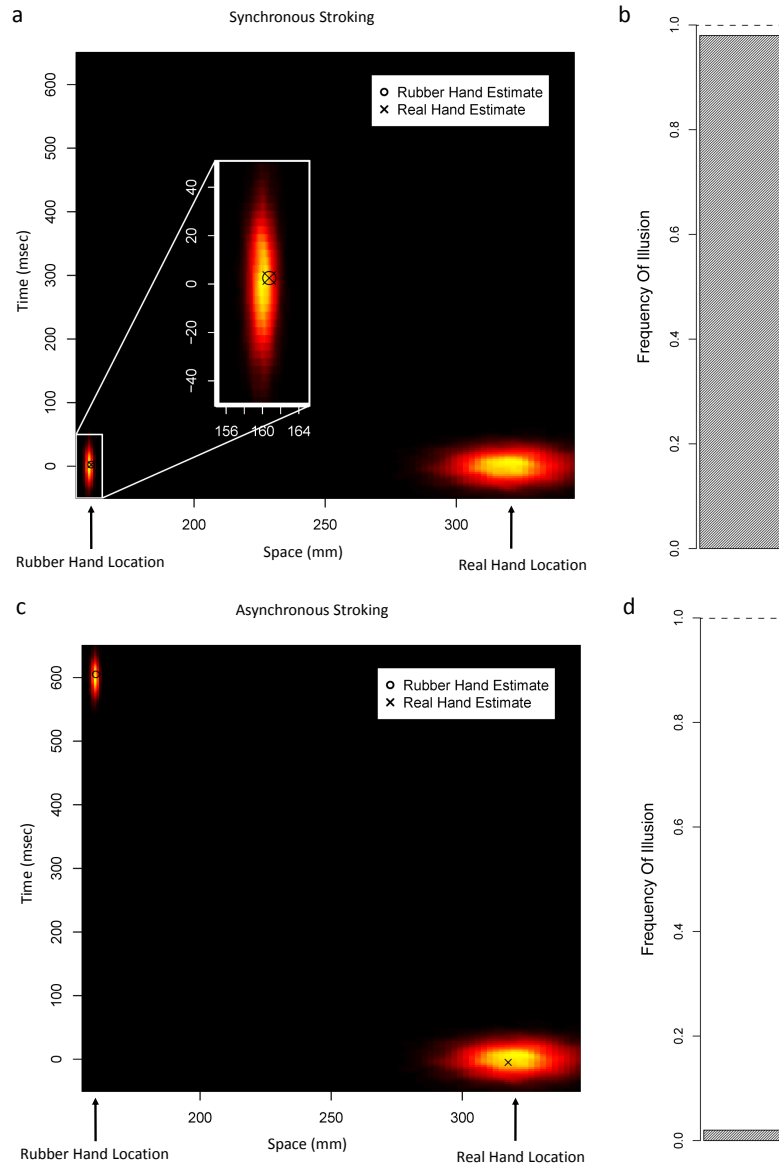 a
Synchronous Stroking
Time (msec)
600
500
400
300
200
100
0
Rubber Hand Estimate
Real Hand Estimate
40
20
0
−20
−40
156 160 164
200 250 300
Space (mm)
Rubber Hand Location
Real Hand Location
b
Frequency Of Illusion
1.0
0.8
0.6
0.4
0.2
0.0
c
Asynchronous Stroking
Time (msec)
600
500
400
300
200
100
0
Rubber Hand Estimate
Real Hand Estimate
200 250 300
Space (mm)
Rubber Hand Location
Real Hand Location
d
Frequency Of Illusion
1.0
0.8
0.6
0.4
0.2
0.0